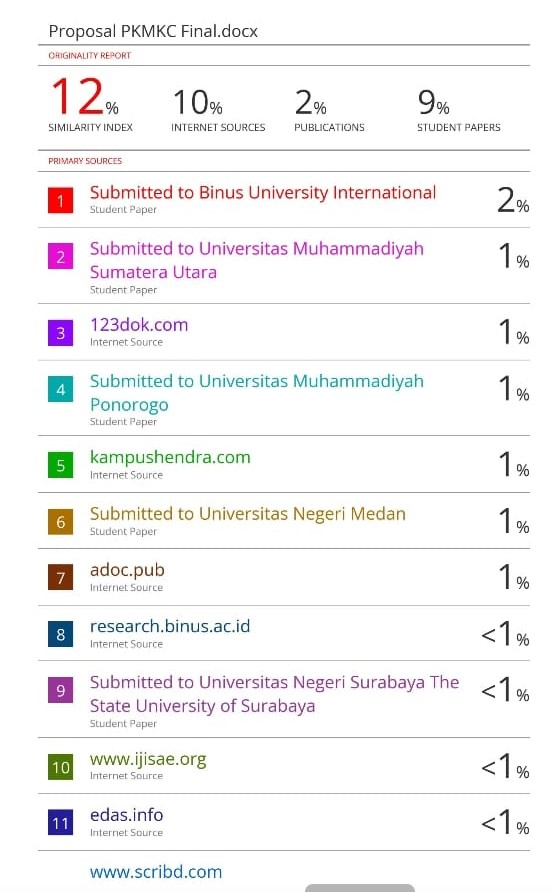 Proposal PKMKC Final.docx
ORIGINALITY REPORT
12% 10% 2% 9%
SIMILARITY INDEX INTERNET SOURCES PUBLICATIONS STUDENT PAPERS
PRIMARY SOURCES
1 Submitted to Binus University International 2%
Student Paper
2 Submitted to Universitas Muhammadiyah 1%
Sumatera Utara
Student Paper
3 123dok.com 1%
Internet Source
4 Submitted to Universitas Muhammadiyah 1%
Ponorogo
Student Paper
5 kampushendra.com 1%
Internet Source
6 Submitted to Universitas Negeri Medan 1%
Student Paper
7 adoc.pub 1%
Internet Source
8 research.binus.ac.id <1%
Internet Source
9 Submitted to Universitas Negeri Surabaya The <1%
State University of Surabaya
Student Paper
10 www.ijisae.org <1%
Internet Source
11 edas.info <1%
Internet Source
www.scribd.com